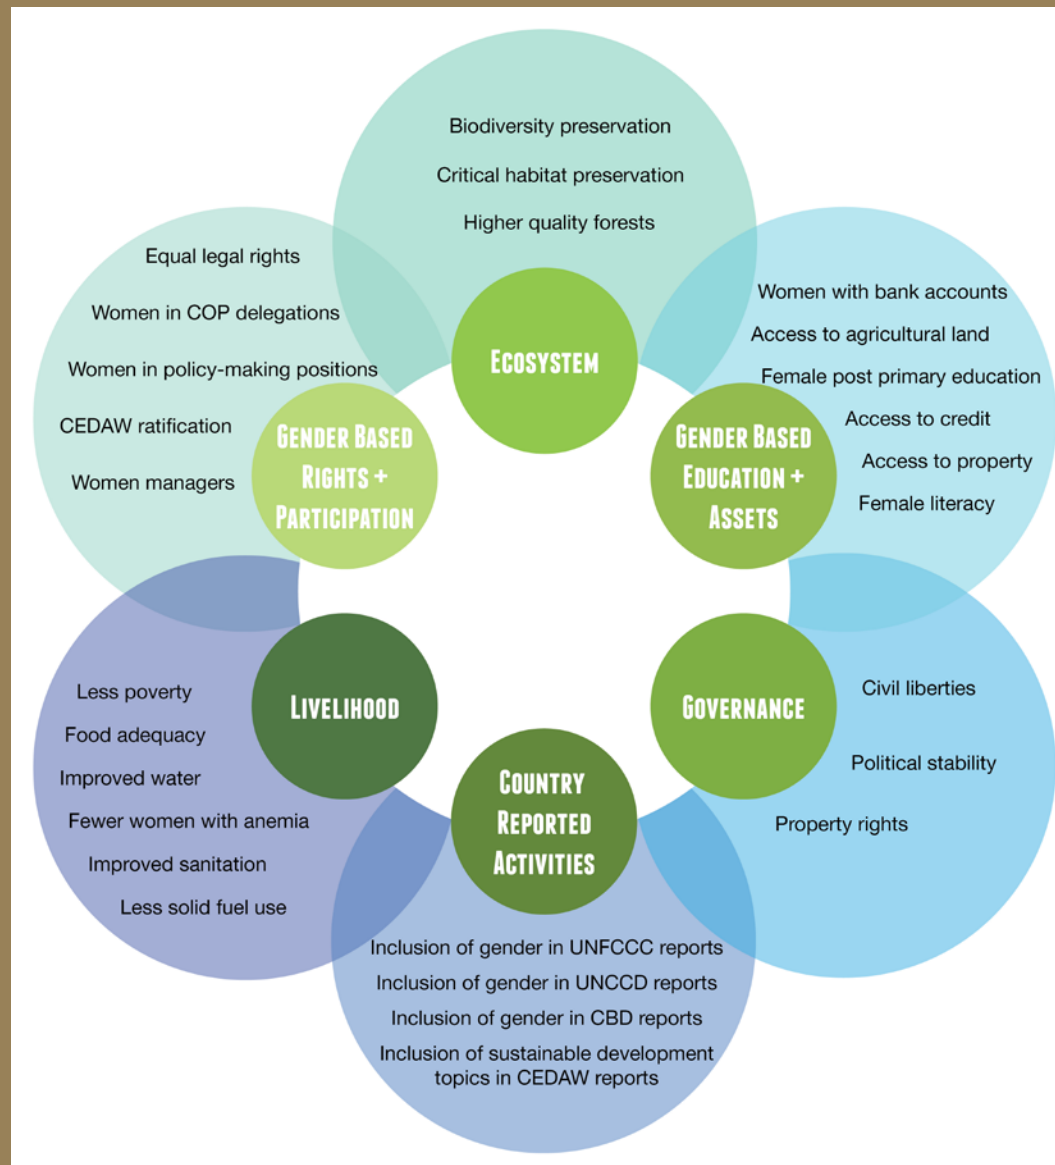 Biodiversity preservation
Critical habitat preservation
Higher quality forests
ECOSYSTEM
Women with bank accounts
Access to agricultural land
Female post primary education
Access to credit
Access to property
Female literacy
GENDER BASED
EDUCATION +
ASSETS
Civil liberties
Political stability
Property rights
GOVERNANCE
COUNTRY
REPORTED
ACTIVITIES
Inclusion of gender in UNFCCC reports
Inclusion of gender in UNCCD reports
Inclusion of gender in CBD reports
Inclusion of sustainable development
topics in CEDAW reports
LIVELIHOOD
Less poverty
Food adequacy
Improved water
Fewer women with anemia
Improved sanitation
Less solid fuel use
Equal legal rights
Women in COP delegations
Women in policy-making positions
CEDAW ratification
Women managers
GENDER BASED
RIGHTS +
PARTICIPATION